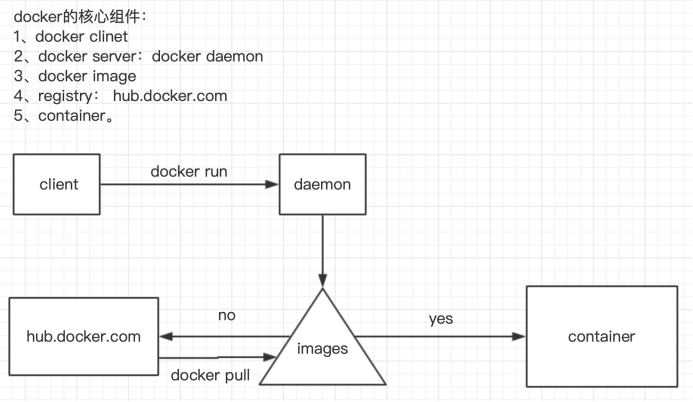 docker的核心组件：
1、docker clinet
2、docker server：docker daemon
3、docker image
4、registry： hub.docker.com
5、container。
client
docker run
daemon
no
yes
hub.docker.com
images
container
docker pull